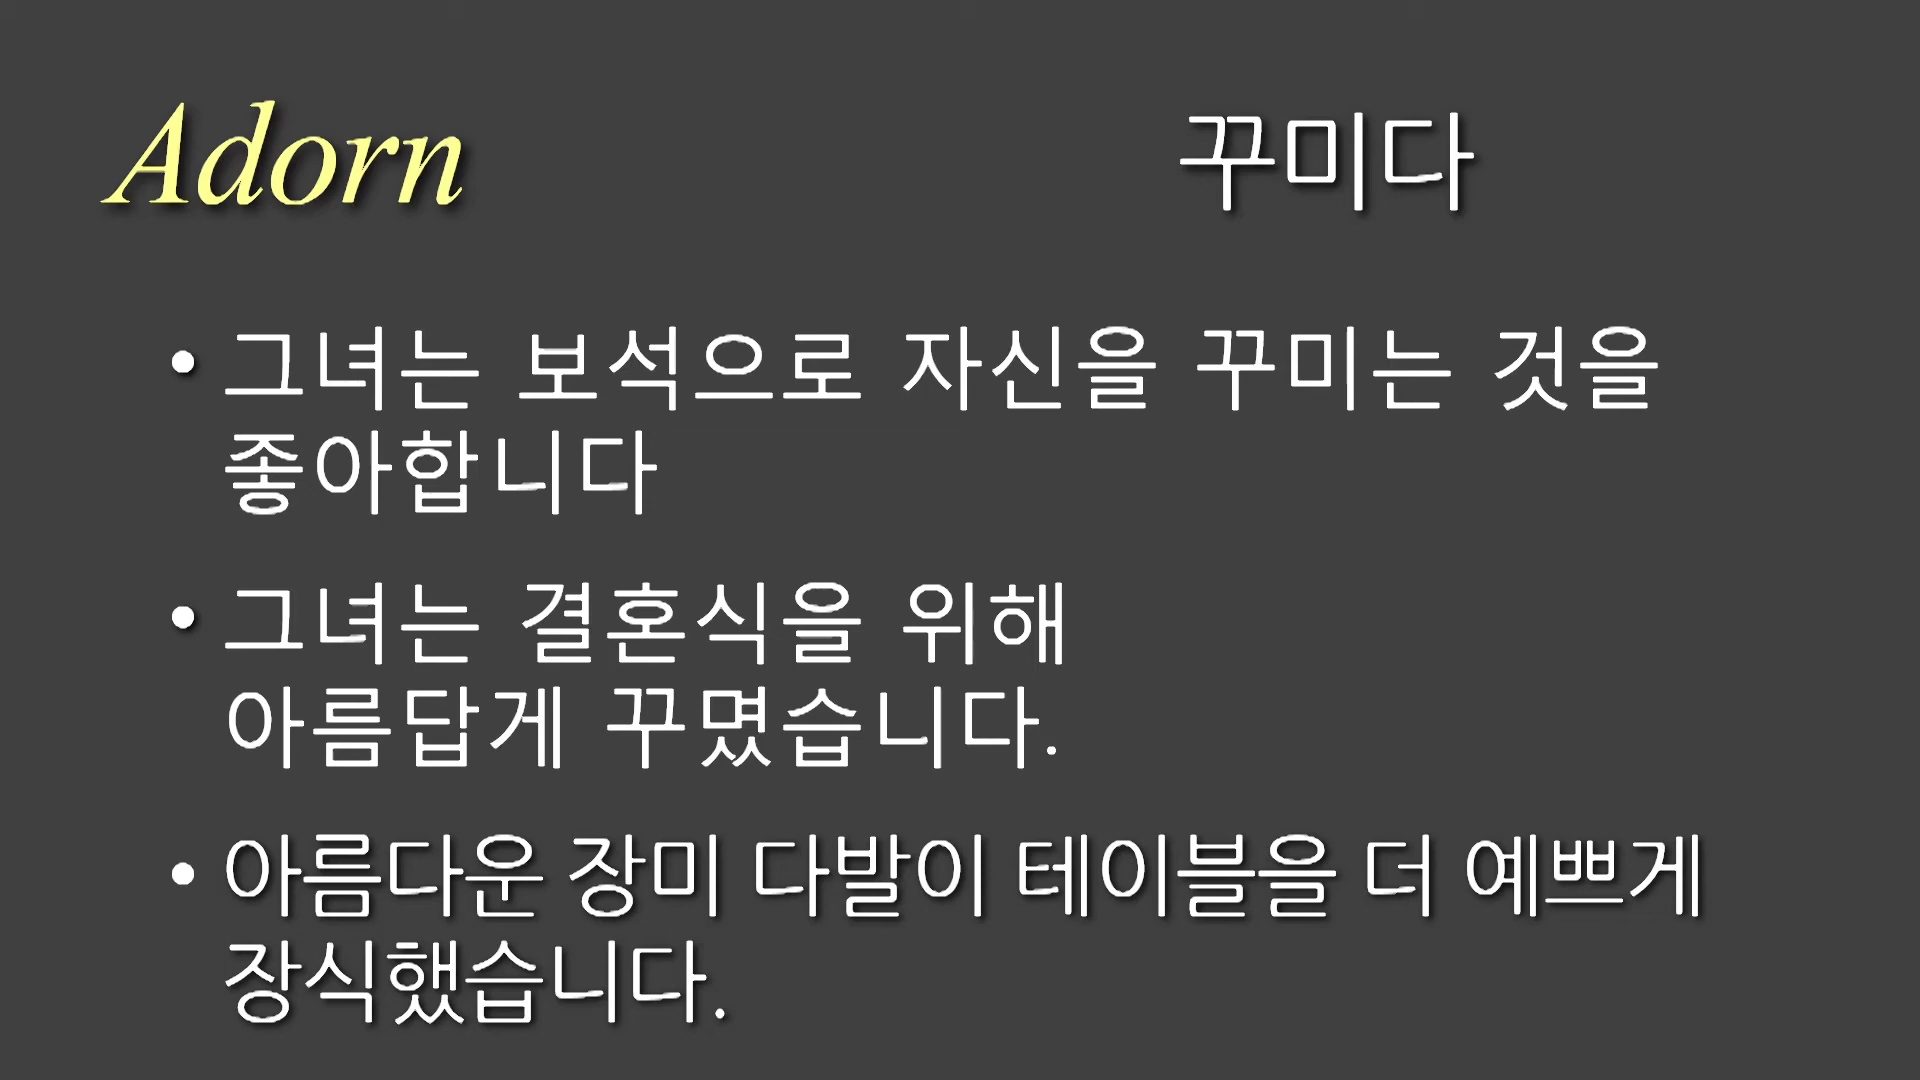 Adorn 꾸미다
• 그녀는 보석으로 자신을 꾸미는 것을
좋아합니다
• 그녀는 결혼식을 위해
아름답게 꾸몄습니다.
• 아름다운 장미 다발이 테이블을 더 예쁘게
장식했습니다.